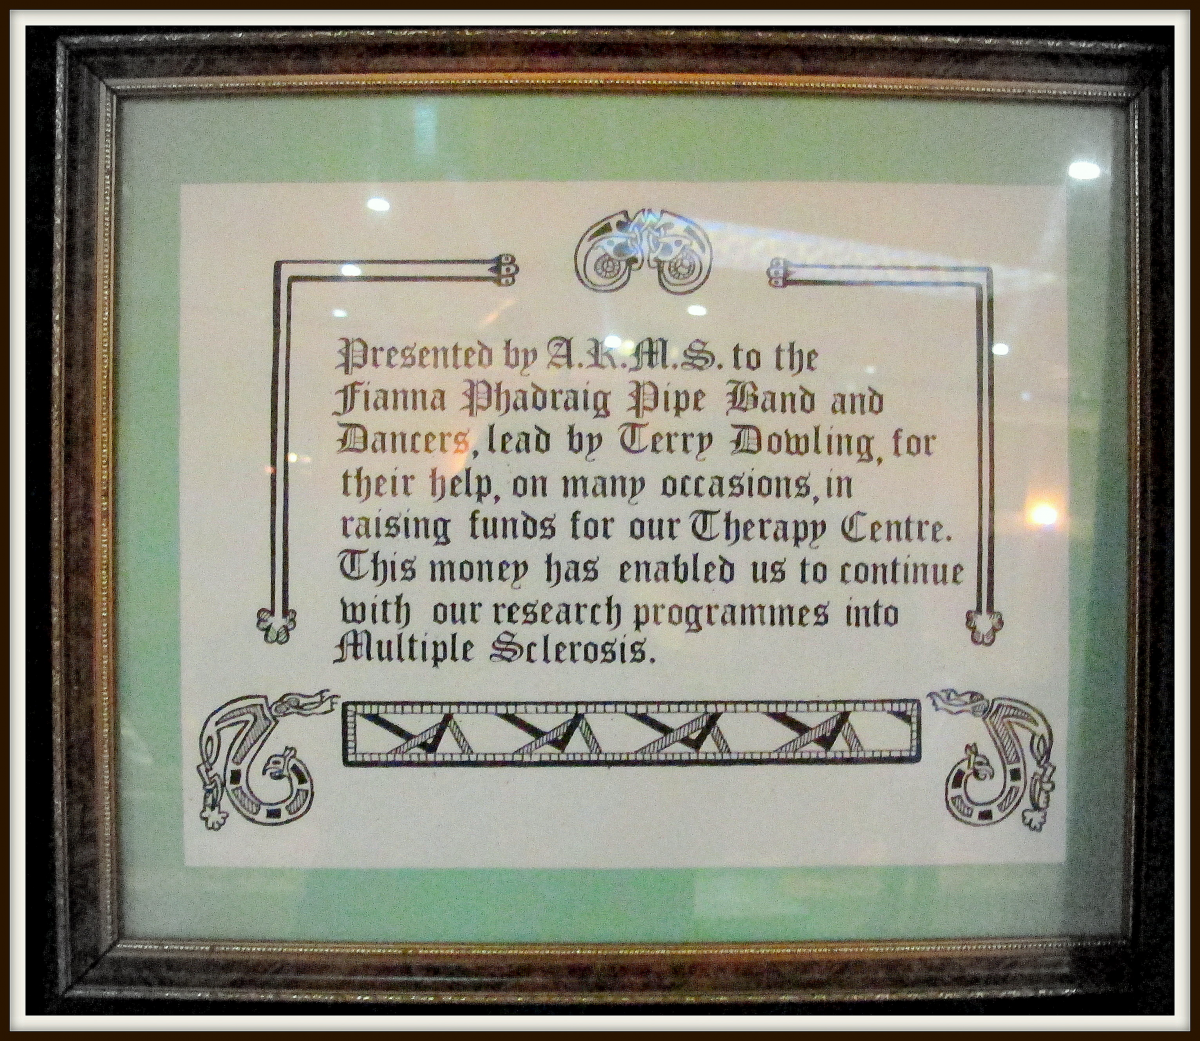 Presented by A.R.M.S. to the
Fianna Phadraig Pipe Band and
Dancers, lead by Terry Dowling, for
their help, on many occasions, in
raising funds for our Therapy Centre.
This money has enabled us to continue
with our research programmes into
Multiple Sclerosis.